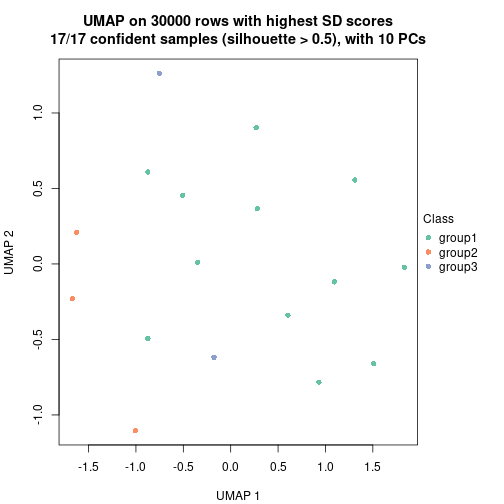 UMAP on 30000 rows with highest SD scores
17/17 confident samples (silhouette > 0.5), with 10 PCs
1.0
0.5
0.0
-0.5
-1.0
UMAP 2
Class
group1
group2
group3
-1.5 -1.0 -0.5 0.0 0.5 1.0 1.5
UMAP 1